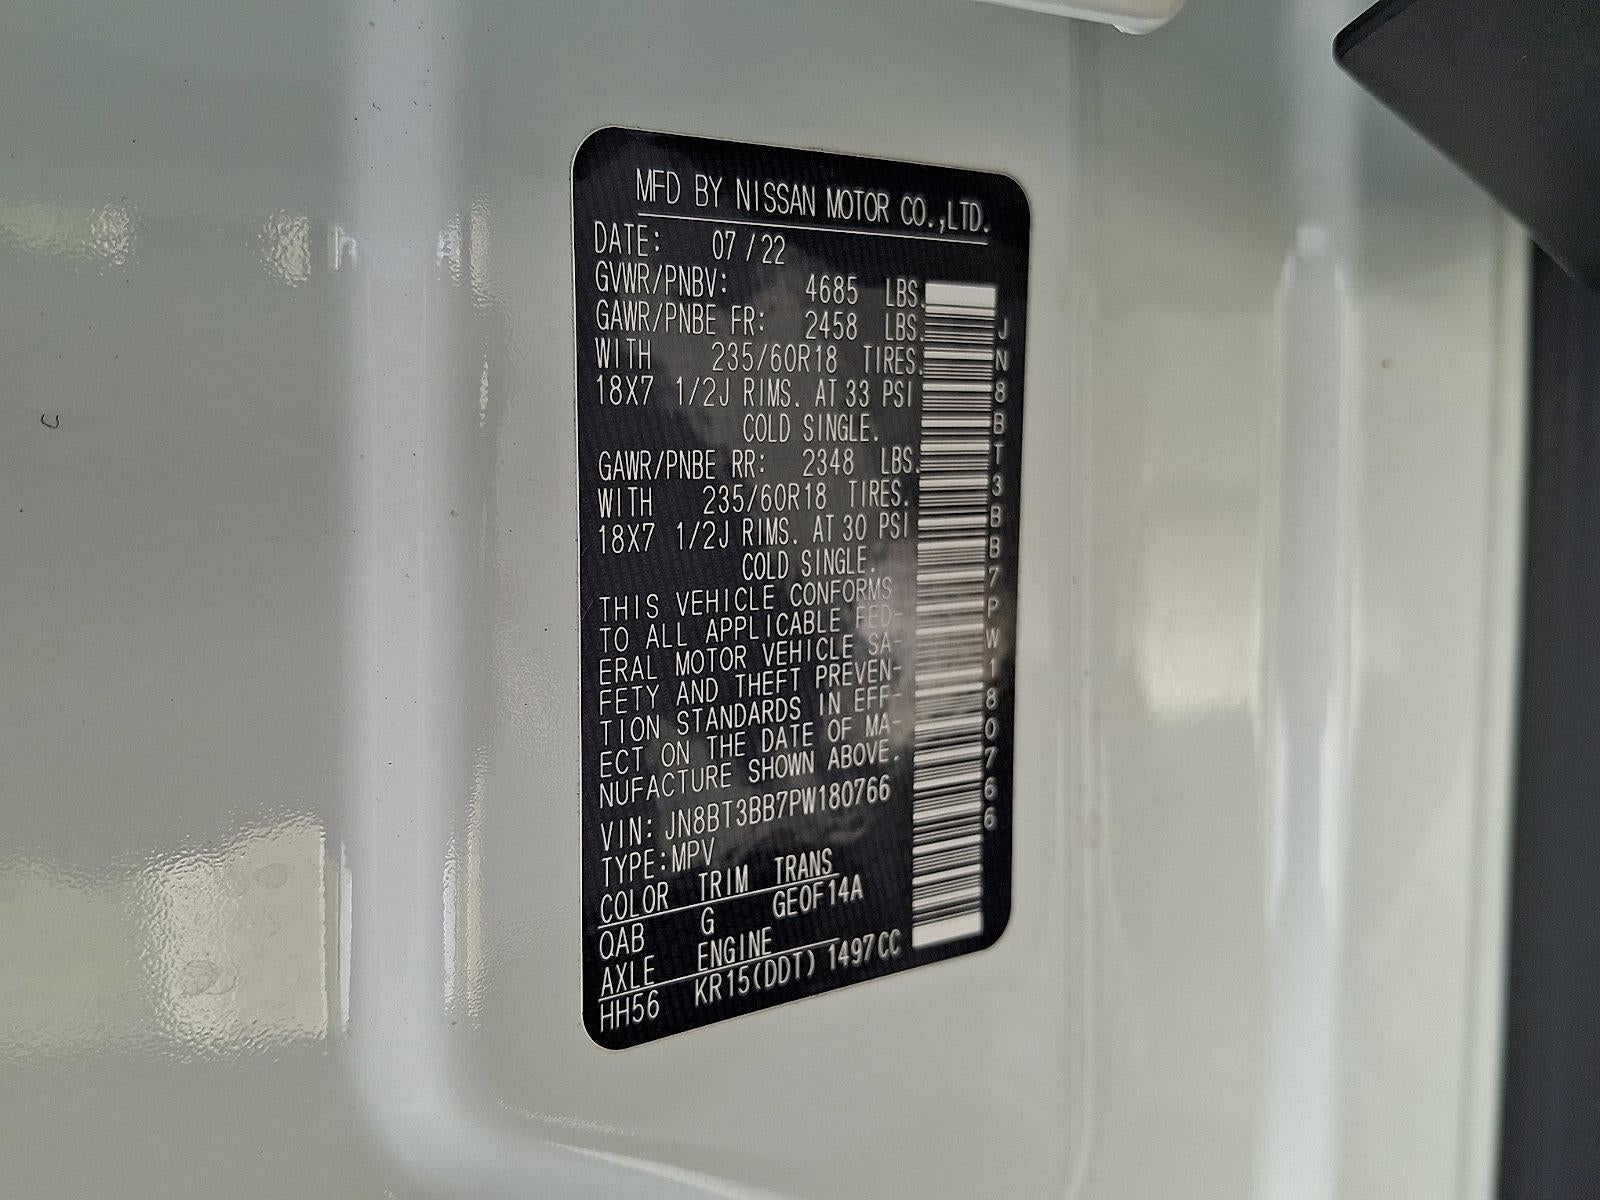 MFD BY NISSAN MOTOR CO.,LTD.
DATE: 07/22
GVWR/PNBV: 4685 LBS.
GAWR/PNBE FR: 2458 LBS.
WITH 235/60R18 TIRES.
18X7 1/2J RIMS. AT 33 PSI
COLD SINGLE.
GAWR/PNBE RR: 2348 LBS.
WITH 235/60R18 TIRES.
18X7 1/2J RIMS. AT 30 PSI
COLD SINGLE.
THIS VEHICLE CONFORMS
TO ALL APPLICABLE FED-
ERAL MOTOR VEHICLE SA-
FETY AND THEFT PREVEN-
TION STANDARDS IN EFF-
ECT ON THE DATE OF MA-
NUFACTURE SHOWN ABOVE.
VIN: JN8BT3BB7PW180766
TYPE:MPV
COLOR TRIM TRANS
QAB G GE0F14A
AXLE ENGINE
HH56 KR15(DDT) 1497CC
JN8BT3BB7PW180766